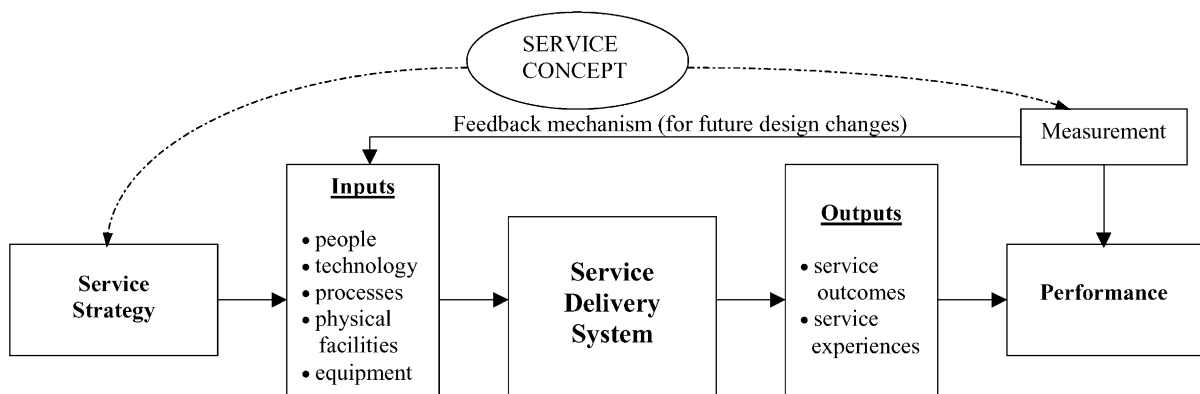 SERVICE
CONCEPT
Feedback mechanism (for future design changes)
Measurement
Service
Strategy
Inputs
• people
• technology
• processes
• physical
facilities
• equipment
Service
Delivery
System
Outputs
• service
outcomes
• service
experiences
Performance